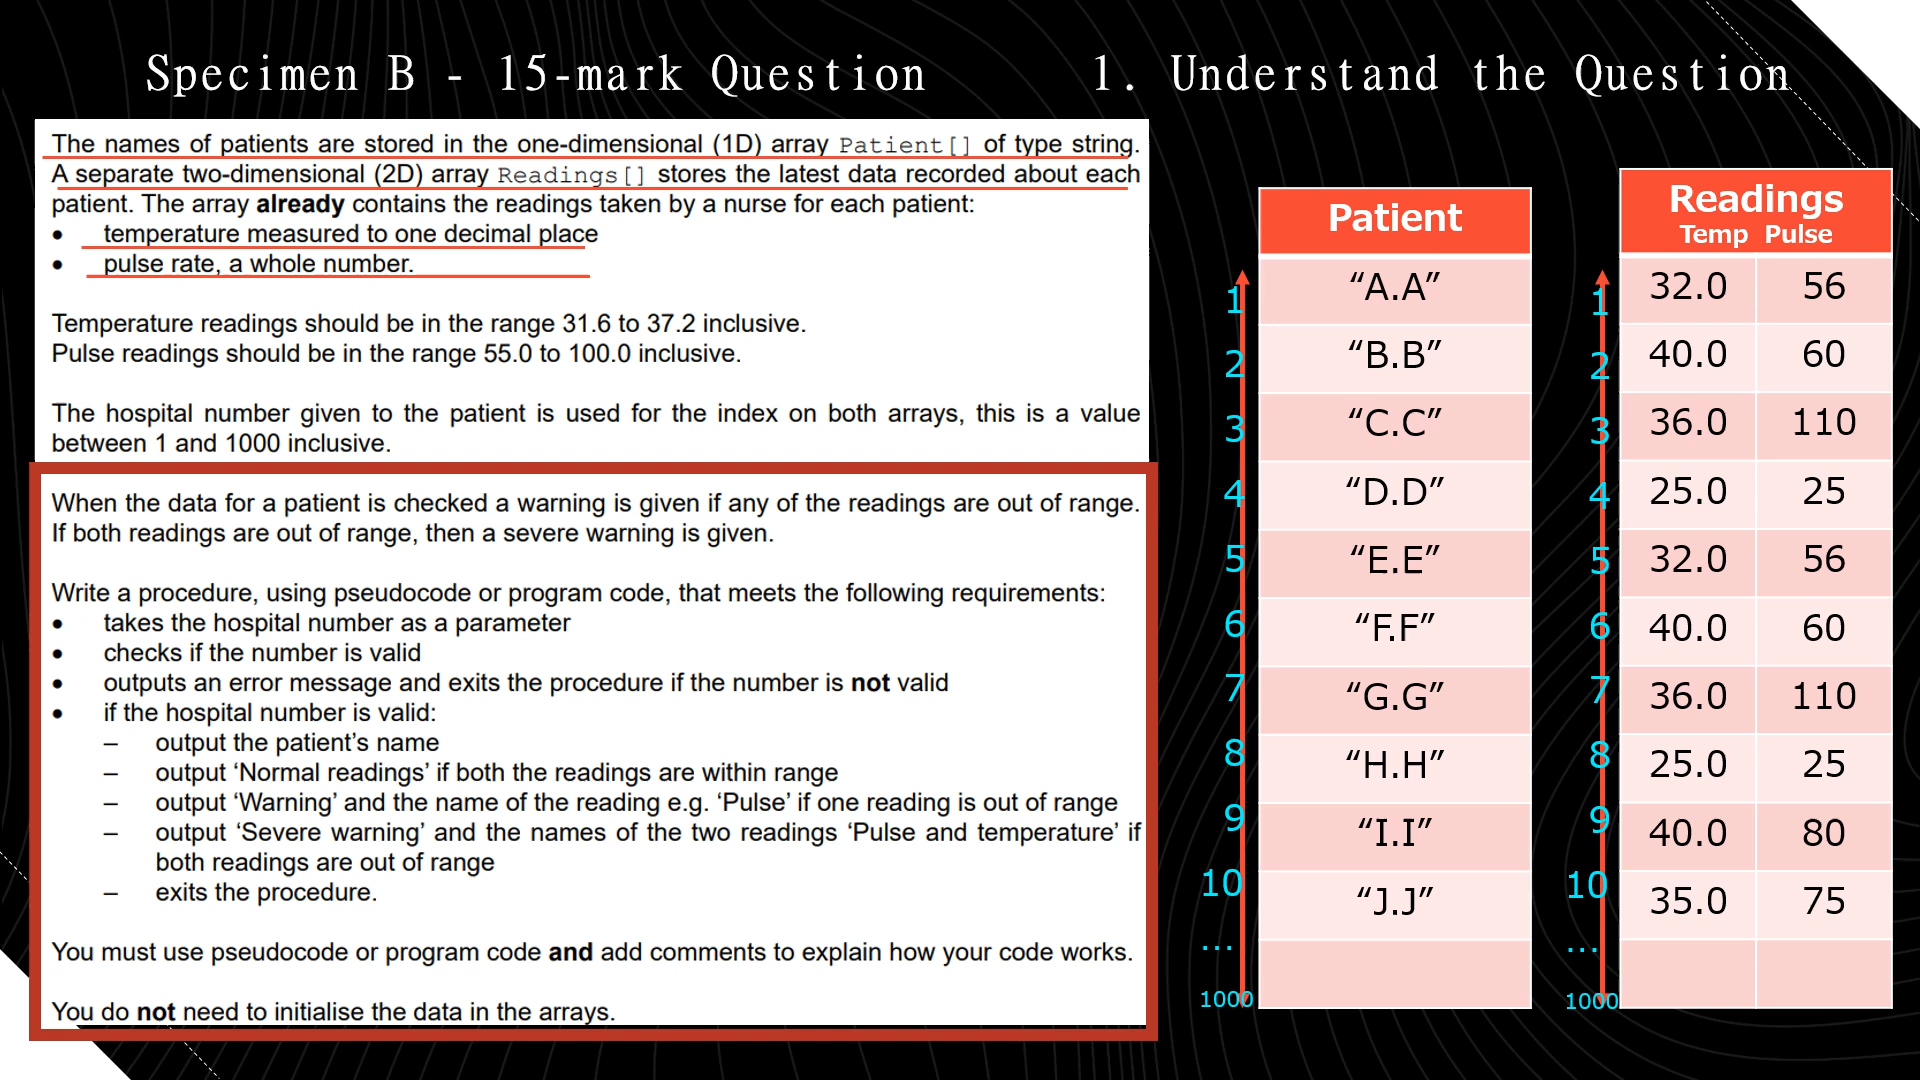 Specimen B - 15-mark Question
1. Understand the Question
The names of patients are stored in the one-dimensional (1D) array Patient[] of type string.
A separate two-dimensional (2D) array Readings[] stores the latest data recorded about each
patient. The array already contains the readings taken by a nurse for each patient:
• temperature measured to one decimal place
• pulse rate, a whole number.
Temperature readings should be in the range 31.6 to 37.2 inclusive.
Pulse readings should be in the range 55.0 to 100.0 inclusive.
The hospital number given to the patient is used for the index on both arrays, this is a value
between 1 and 1000 inclusive.
When the data for a patient is checked a warning is given if any of the readings are out of range.
If both readings are out of range, then a severe warning is given.
Write a procedure, using pseudocode or program code, that meets the following requirements:
• takes the hospital number as a parameter
• checks if the number is valid
• outputs an error message and exits the procedure if the number is not valid
• if the hospital number is valid:
– output the patient’s name
– output ‘Normal readings’ if both the readings are within range
– output ‘Warning’ and the name of the reading e.g. ‘Pulse’ if one reading is out of range
– output ‘Severe warning’ and the names of the two readings ‘Pulse and temperature’ if
both readings are out of range
– exits the procedure.
You must use pseudocode or program code and add comments to explain how your code works.
You do not need to initialise the data in the arrays.
Patient
1 “A.A”
2 “B.B”
3 “C.C”
4 “D.D”
5 “E.E”
6 “F.F”
7 “G.G”
8 “H.H”
9 “I.I”
10 “J.J”
...
1000
Readings
Temp Pulse
1 32.0 56
2 40.0 60
3 36.0 110
4 25.0 25
5 32.0 56
6 40.0 60
7 36.0 110
8 25.0 25
9 40.0 80
10 35.0 75
...
1000